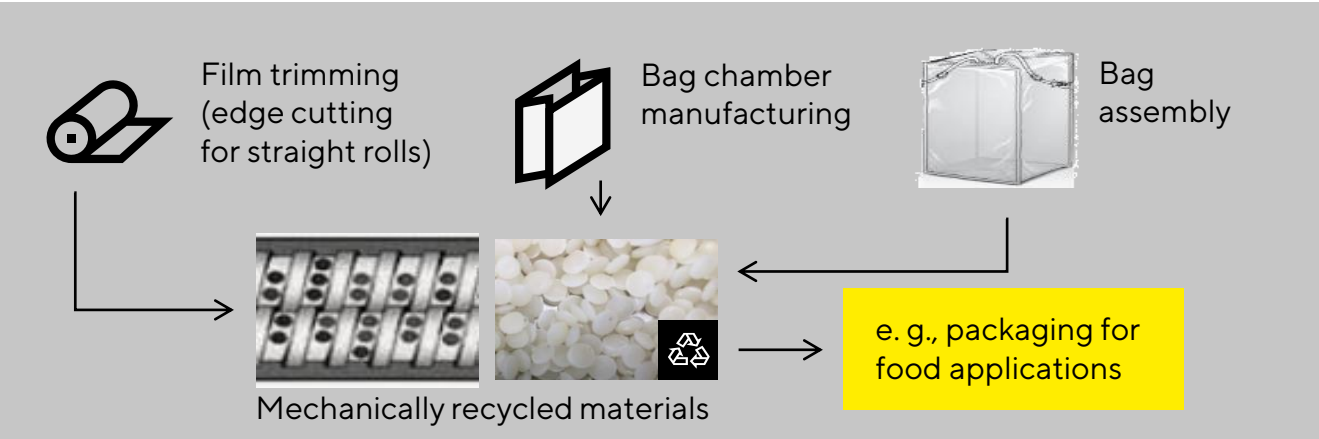 Film trimming
(edge cutting
for straight rolls)
Bag chamber
manufacturing
Bag
assembly
e. g., packaging for
food applications
Mechanically recycled materials